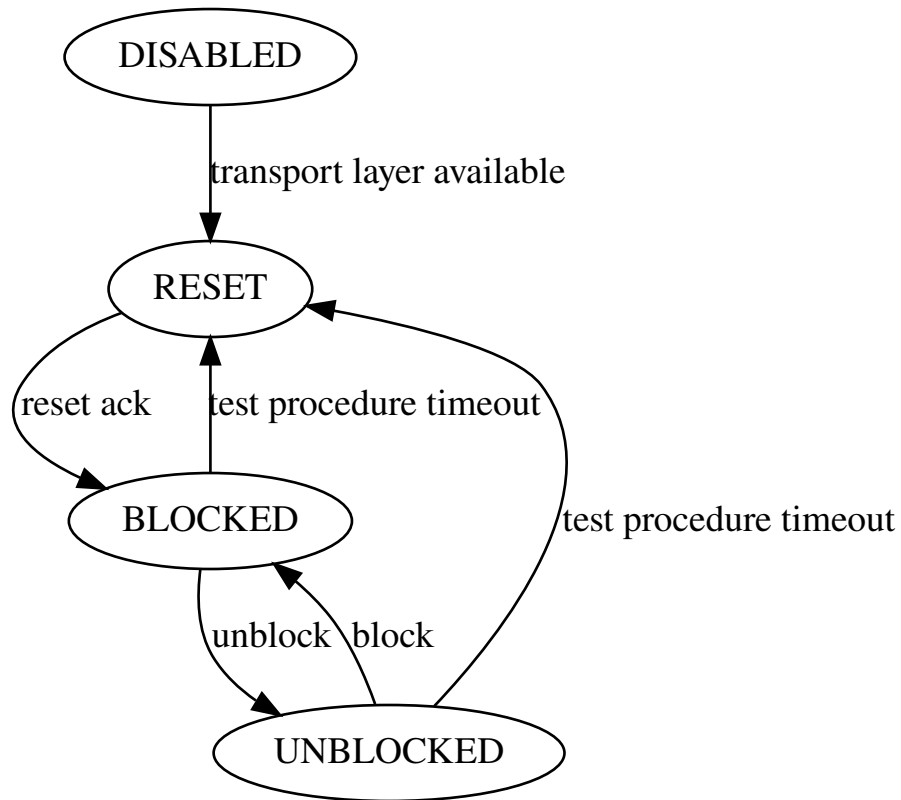 DISABLED
transport layer available
RESET
reset ack
test procedure timeout
BLOCKED
test procedure timeout
unblock
block
UNBLOCKED